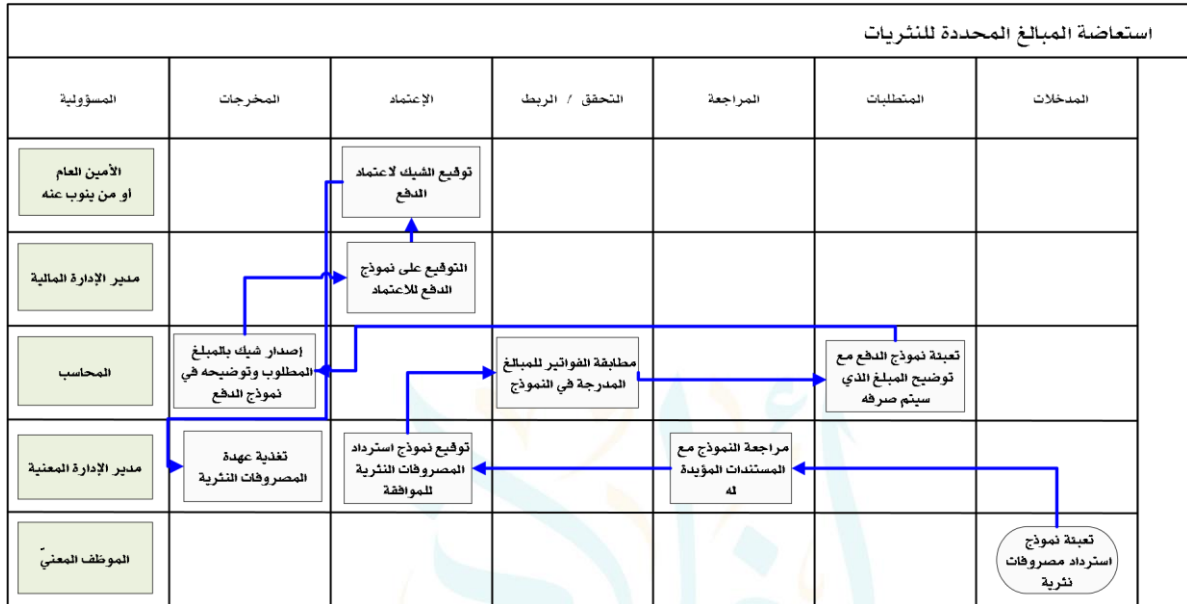 استعاضة المبالغ المحددة للنثريات
المدخلات
المتطلبات
المراجعة
التحقق / الربط
الإعتماد
المخرجات
المسؤولية
توقيع الشيك لاعتماد
الدفع
الأمين العام
او من ينوب عنه
التوقيع على نموذج
الدفع للاعتماد
مدير الإدارة المالية
تعبئة نموذج الدفع مع
توضيح المبلغ الذي
سيتم صرفه
مطابقة الفواتير للمبالغ
المدرجة في النموذج
إصدار شيك بالمبلغ
المطلوب وتوضيحه في
نموذج الدفع
المحاسب
مراجعة النموذج مع
المستندات المؤيدة
له
توقيع نموذج استرداد
المصروفات النثرية
للموافقة
تغذية عهدة
المصروفات النثرية
مدير الإدارة المعنية
تعبئة نموذج
استرداد مصروفات
نثرية
الموظف المعنيّ